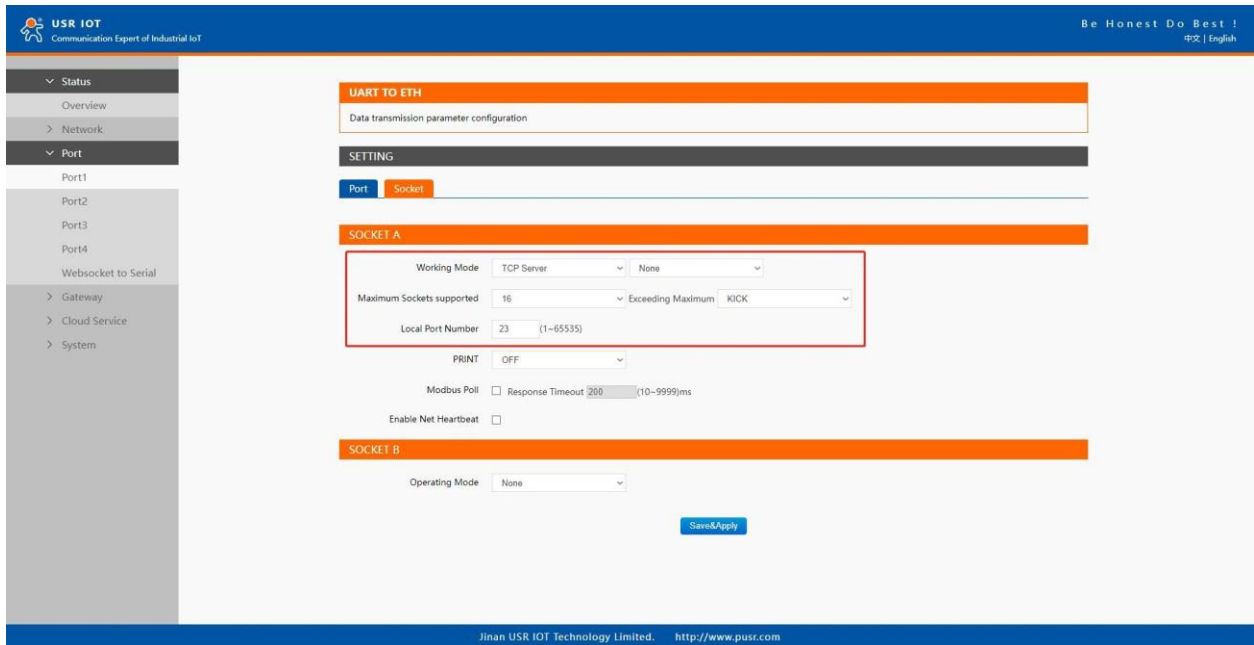 USR IOT
Communication Expert of Industrial IoT
Be Honest Do Best !
中文 | English
Status
Overview
Network
Port
Port1
Port2
Port3
Port4
Websocket to Serial
Gateway
Cloud Service
System
UART TO ETH
Data transmission parameter configuration
SETTING
Port Socket
SOCKET A
Working Mode TCP Server None
Maximum Sockets supported 16 Exceeding Maximum KICK
Local Port Number 23 (1~65535)
PRINT OFF
Modbus Poll Response Timeout 200 (10~9999)ms
Enable Net Heartbeat
SOCKET B
Operating Mode None
Save&Apply
Jinan USR IOT Technology Limited. http://www.pusr.com